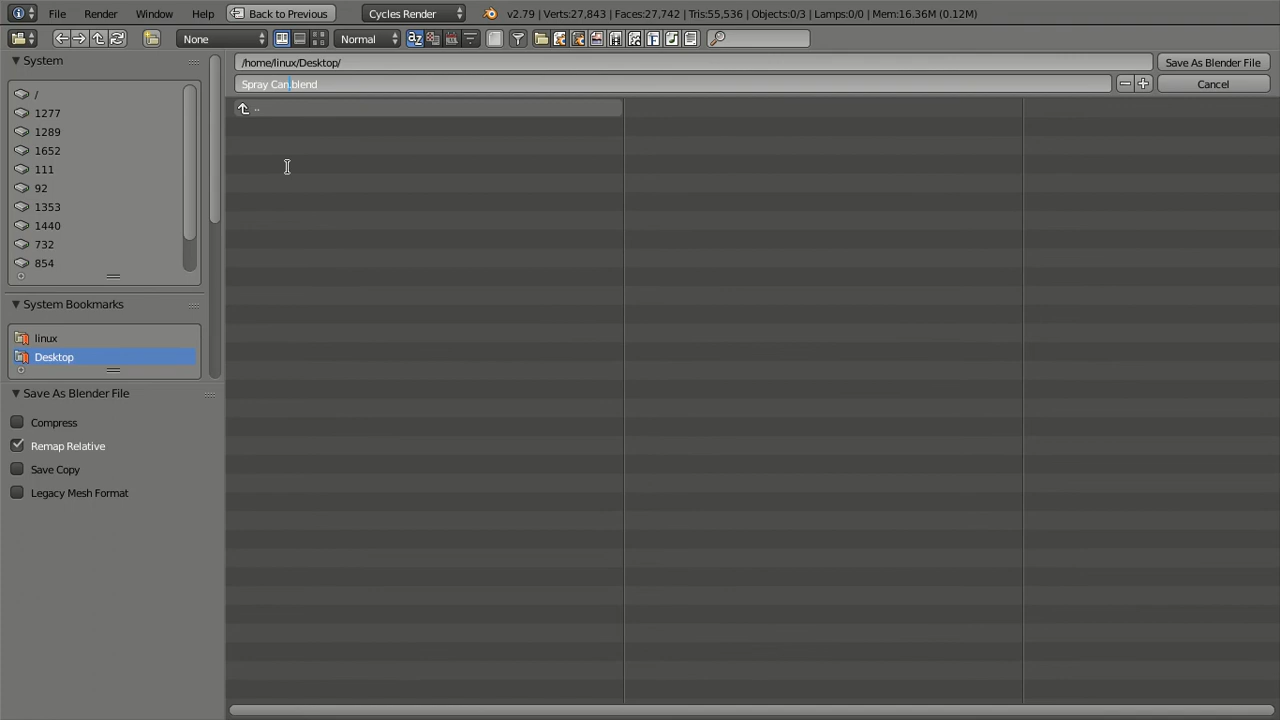 File Render Window Help Back to Previous Cycles Render v2.79 | Verts:27,843 | Faces:27,742 | Tris:55,536 | Objects:0/3 | Lamps:0/0 | Mem:16.36M (0.12M)
None Normal
System
/home/linux/Desktop/ Save As Blender File
Spray Can.blend Cancel
/
..
1277
1289
1652
111
92
1353
1440
732
854
System Bookmarks
linux
Desktop
Save As Blender File
Compress
Remap Relative
Save Copy
Legacy Mesh Format